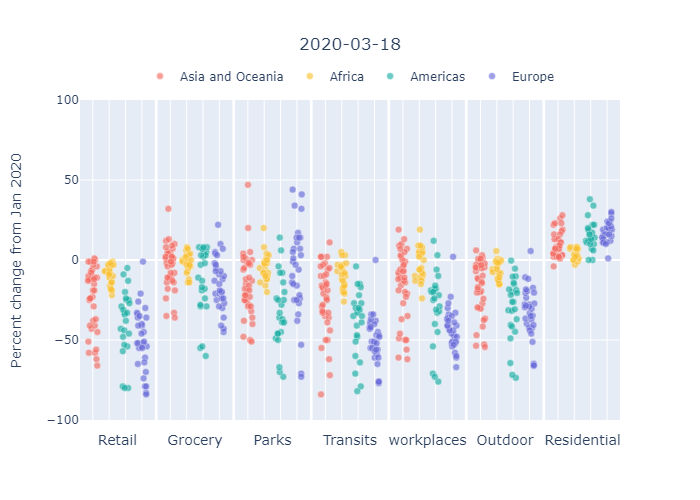 2020-03-18
Asia and Oceania Africa Americas Europe
Percent change from Jan 2020
100
50
0
−50
−100
Retail Grocery Parks Transits workplaces Outdoor Residential